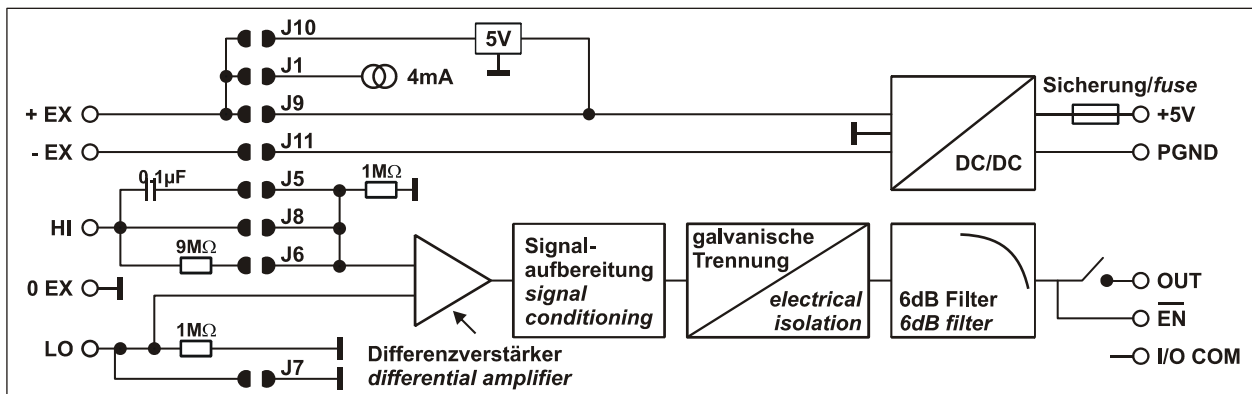 J10
5V
J1
4mA
Sicherung/fuse
+ EX
J9
+5V
- EX
J11
DC/DC
PGND
0,1µF
J5
1MΩ
HI
J8
9MΩ
J6
Signal-
aufbereitung
signal
conditioning
galvanische
Trennung
electrical
isolation
6dB Filter
6dB filter
OUT
0 EX
EN
LO
1MΩ
Differenzverstärker
differential amplifier
I/O COM
J7